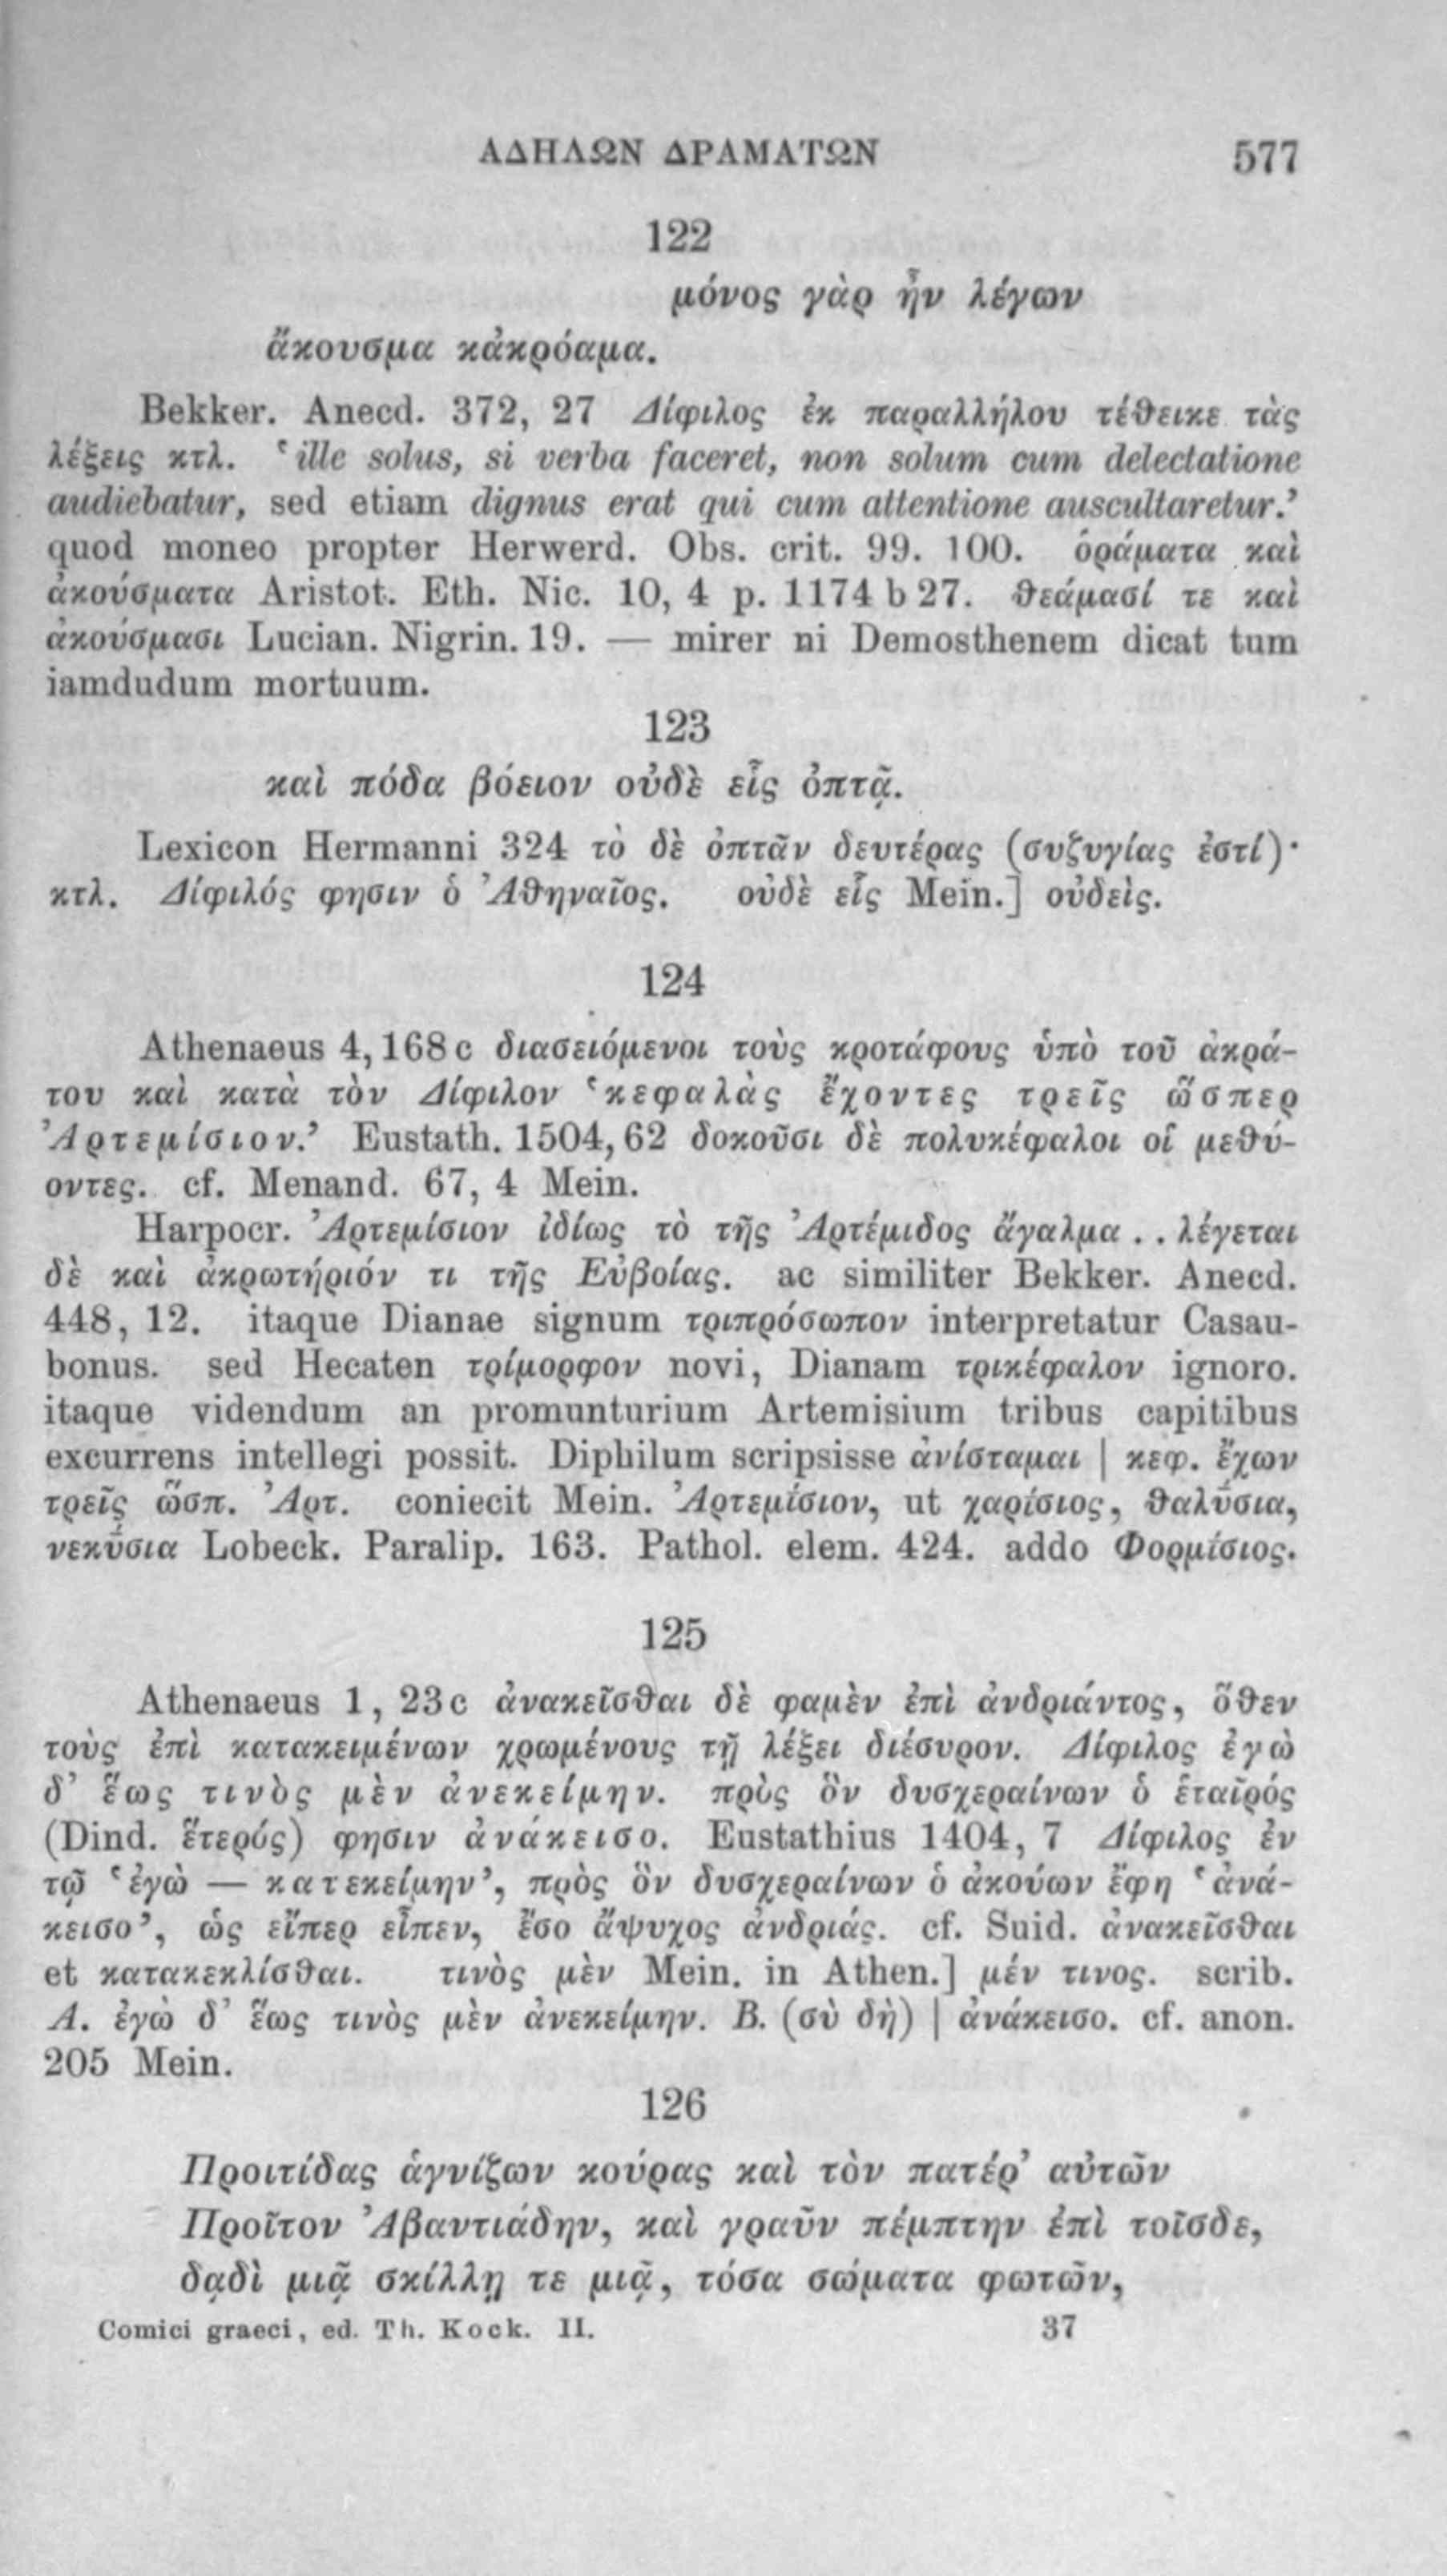 ΑΔΗΛΩΝ ΔΡΑΜΑΤΩΝ 577
122
μόνος γὰρ ἦν λέγων
ἄκουσμα κἀκρόαμα.
Bekker. Anecd. 372, 27 Δίφιλος ἐκ παραλλήλου τέθεικε τὰς
λέξεις κτλ. ‘ille solus, si verba faceret, non solum cum delectatione
audiebatur, sed etiam dignus erat qui cum attentione auscultaretur.’
quod moneo propter Herwerd. Obs. crit. 99. 100. ὁράματα καὶ
ἀκούσματα Aristot. Eth. Nic. 10, 4 p. 1174 b 27. θεάμασί τε καὶ
ἀκούσμασι Lucian. Nigrin. 19. — mirer ni Demosthenem dicat tum
iamdudum mortuum.
123
καὶ πόδα βόειον οὐδὲ εἷς ὀπτᾷ.
Lexicon Hermanni 324 τὸ δὲ ὀπτᾶν δευτέρας (συζυγίας ἐστί)·
κτλ. Δίφιλός φησιν ὁ Ἀθηναῖος. οὐδὲ εἷς Mein.] οὐδεὶς.
124
Athenaeus 4, 168 c διασειόμενοι τοὺς κροτάφους ὑπὸ τοῦ ἀκρά-
του καὶ κατὰ τὸν Δίφιλον ‘κεφαλὰς ἔχοντες τρεῖς ὥσπερ
Ἀρτεμίσιον.’ Eustath. 1504, 62 δοκοῦσι δὲ πολυκέφαλοι οἱ μεθύ-
οντες. cf. Menand. 67, 4 Mein.
Harpocr. Ἀρτεμίσιον ἰδίως τὸ τῆς Ἀρτέμιδος ἄγαλμα . . λέγεται
δὲ καὶ ἀκρωτήριόν τι τῆς Εὐβοίας. ac similiter Bekker. Anecd.
448, 12. itaque Dianae signum τριπρόσωπον interpretatur Casau-
bonus. sed Hecaten τρίμορφον novi, Dianam τρικέφαλον ignoro.
itaque videndum an promunturium Artemisium tribus capitibus
excurrens intellegi possit. Diphilum scripsisse ἀνίσταμαι | κεφ. ἔχων
τρεῖς ὥσπ. Ἀρτ. coniecit Mein. Ἀρτεμίσιον, ut χαρίσιος, θαλύσια,
νεκύσια Lobeck. Paralip. 163. Pathol. elem. 424. addo Φορμίσιος.
125
Athenaeus 1, 23 c ἀνακεῖσθαι δὲ φαμὲν ἐπὶ ἀνδριάντος, ὅθεν
τοὺς ἐπὶ κατακειμένων χρωμένους τῇ λέξει διέσυρον. Δίφιλος ἐγὼ
δ’ ἕως τινὸς μὲν ἀνεκείμην. πρὸς ὃν δυσχεραίνων ὁ ἑταῖρός
(Dind. ἕτερός) φησιν ἀνάκεισο. Eustathius 1404, 7 Δίφιλος ἐν
τῷ ‘ἐγὼ — κατεκείμην’, πρὸς ὃν δυσχεραίνων ὁ ἀκούων ἔφη ‘ἀνά-
κεισο’, ὡς εἴπερ εἶπεν, ἔσο ἄψυχος ἀνδριάς. cf. Suid. ἀνακεῖσθαι
et κατακεκλίσθαι. τινὸς μὲν Mein. in Athen.] μέν τινος. scrib.
Α. ἐγὼ δ’ ἕως τινὸς μὲν ἀνεκείμην. Β. (σὺ δὴ) | ἀνάκεισο. cf. anon.
205 Mein.
126
Προιτίδας ἁγνίζων κούρας καὶ τὸν πατέρ’ αὐτῶν
Προῖτον Ἀβαντιάδην, καὶ γραῦν πέμπτην ἐπὶ τοῖσδε,
δᾳδὶ μιᾷ σκίλλῃ τε μιᾷ, τόσα σώματα φωτῶν,
Comici graeci, ed. Th. Kock. II. 37